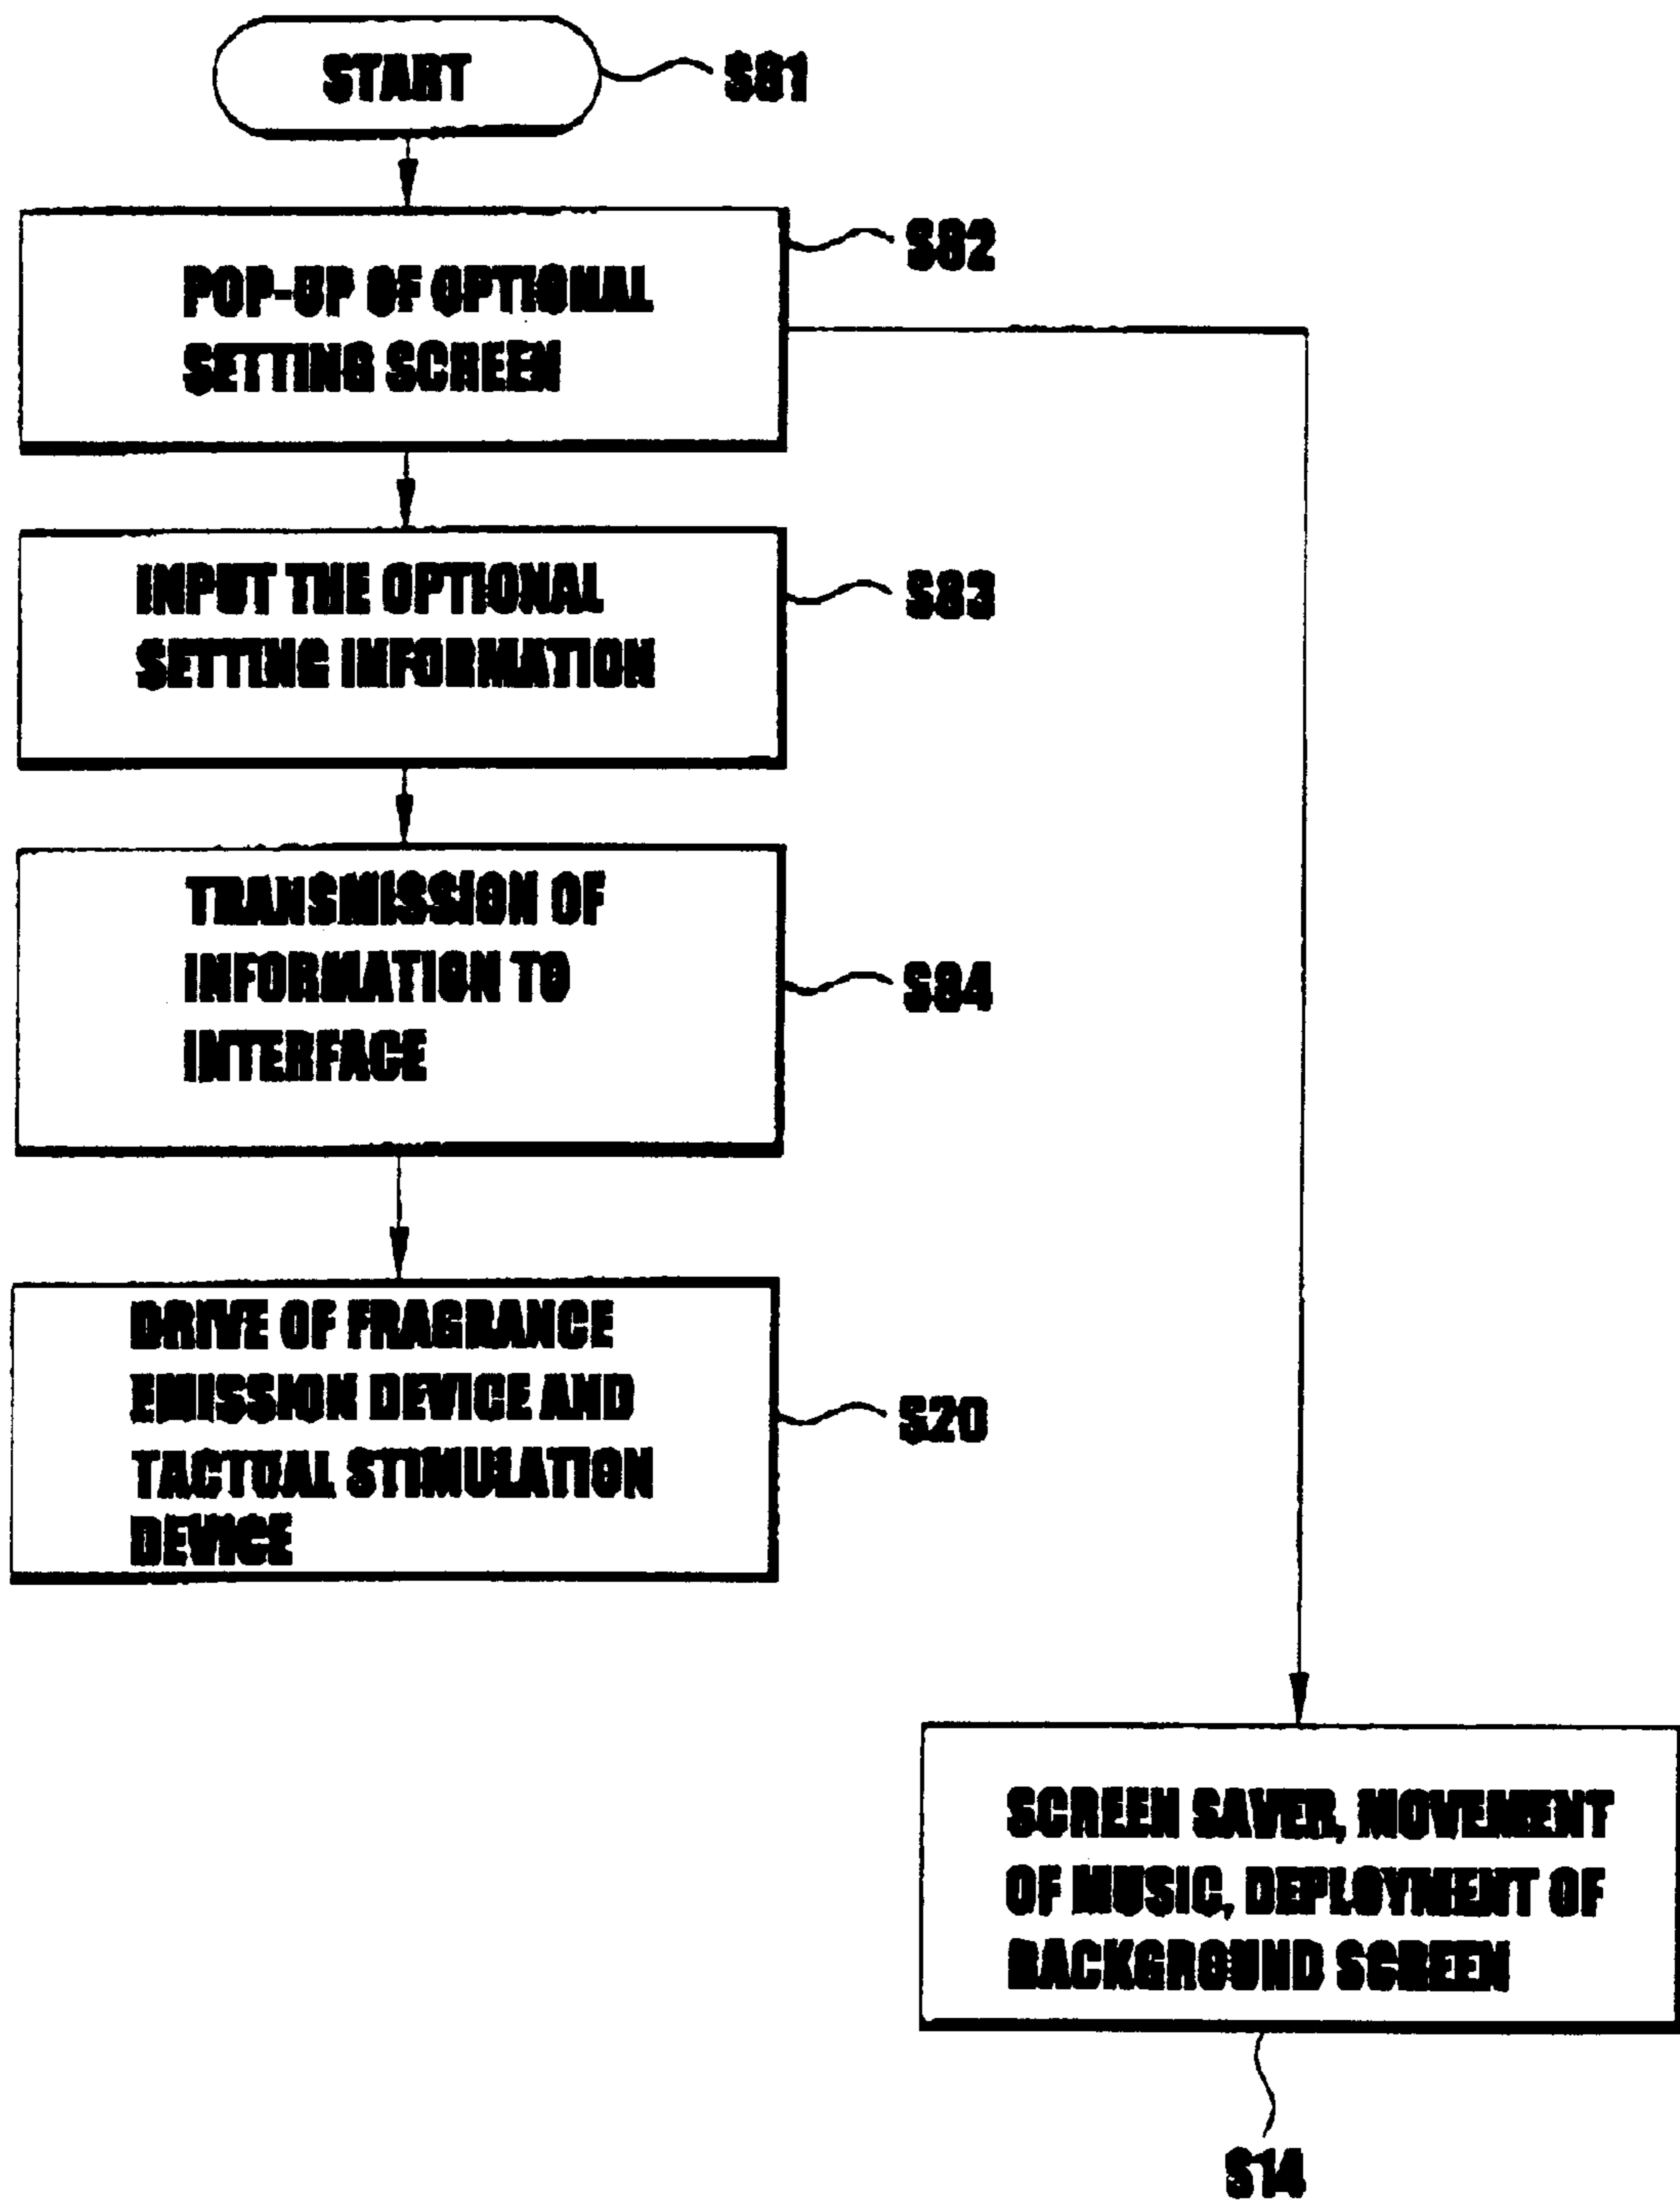 START
S81
POP-UP OF OPTIONAL
SETTING SCREEN
S82
INPUT THE OPTIONAL
SETTING INFORMATION
S83
TRANSMISSION OF
INFORMATION TO
INTERFACE
S84
DRIVE OF FRAGRANCE
EMISSION DEVICE AND
TACTUAL STIMULATION
DEVICE
S20
SCREEN SAVER, MOVEMENT
OF MUSIC, DEPLOYMENT OF
BACKGROUND SCREEN
S14